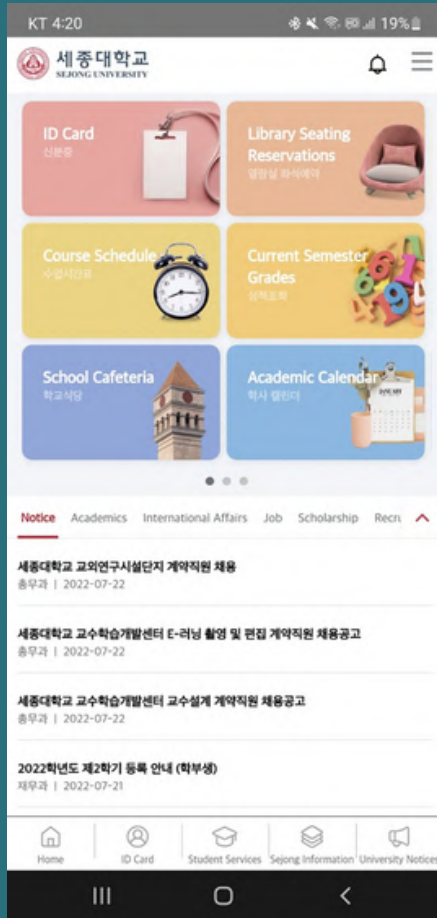 KT 4:20
19%
세종대학교
SEJONG UNIVERSITY
ID Card
신분증
Library Seating
Reservations
열람실 좌석예약
Course Schedule
수업시간표
Current Semester
Grades
성적조회
School Cafeteria
학교식당
Academic Calendar
학사 캘린더
JANUARY
Notice Academics International Affairs Job Scholarship Recru
세종대학교 교외연구시설단지 계약직원 채용
총무과 | 2022-07-22
세종대학교 교수학습개발센터 E-러닝 촬영 및 편집 계약직원 채용공고
총무과 | 2022-07-22
세종대학교 교수학습개발센터 교수설계 계약직원 채용공고
총무과 | 2022-07-22
2022학년도 제2학기 등록 안내 (학부생)
재무과 | 2022-07-21
Home ID Card Student Services Sejong Information University Notices